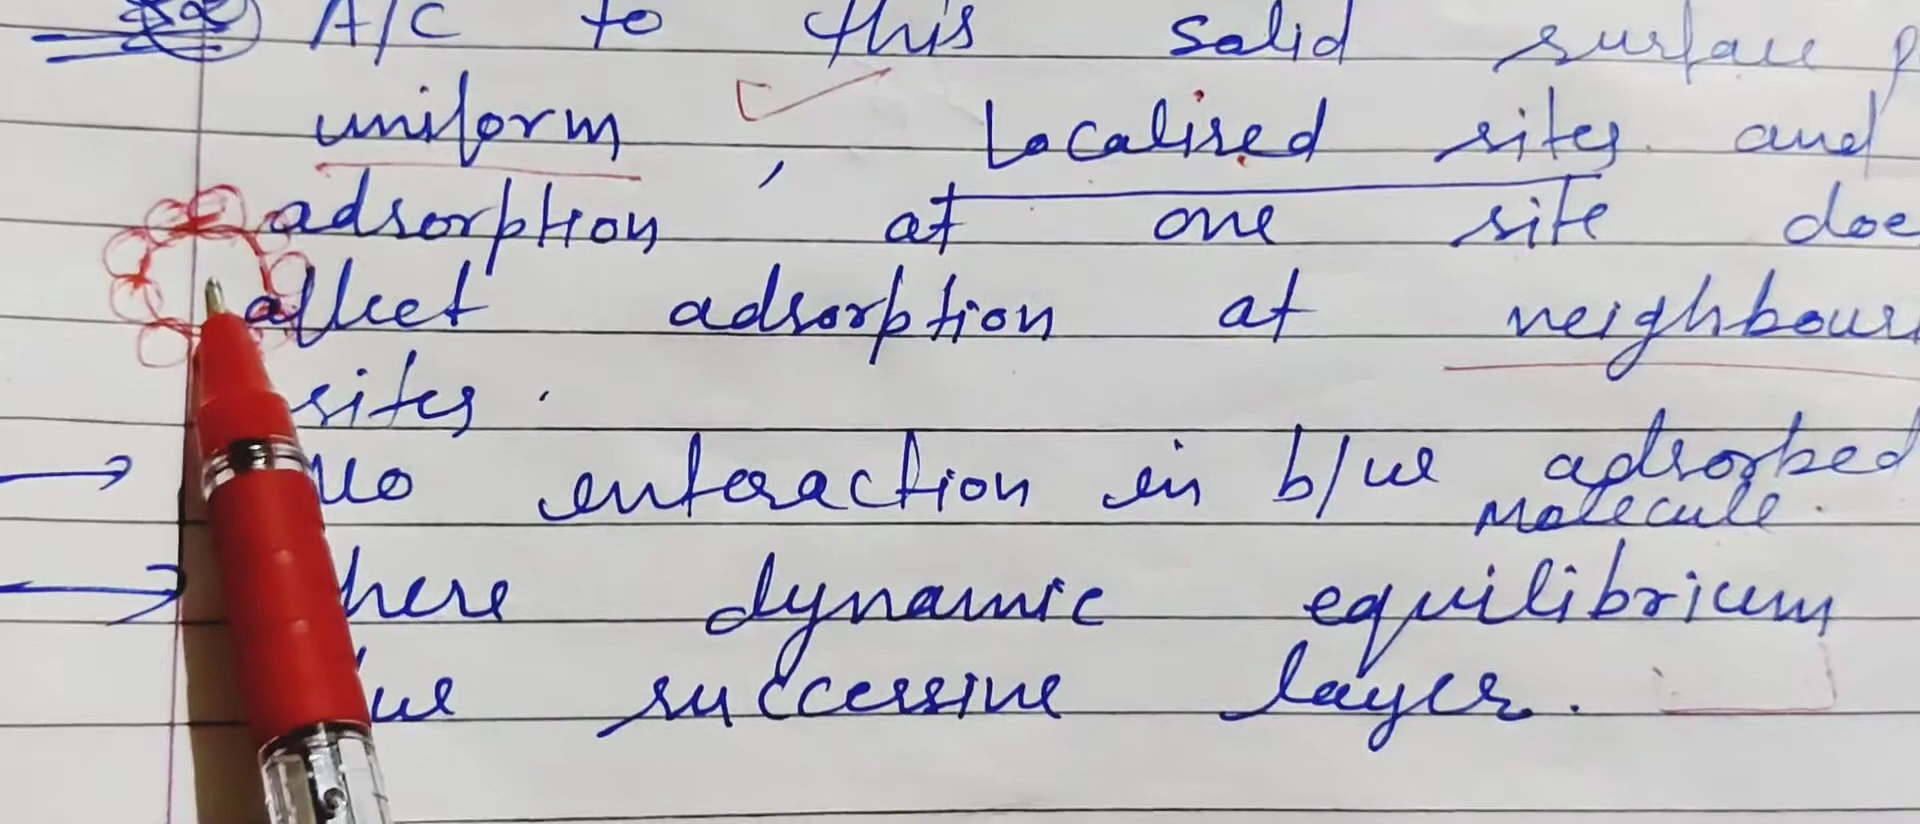 A/C to this solid surface
uniform, Localised sites and
adsorption at one site doe
affect adsorption at neighbour
sites.
No interaction in b/w adsorbed
molecule.
here dynamic equilibrium
b/w successive layer.